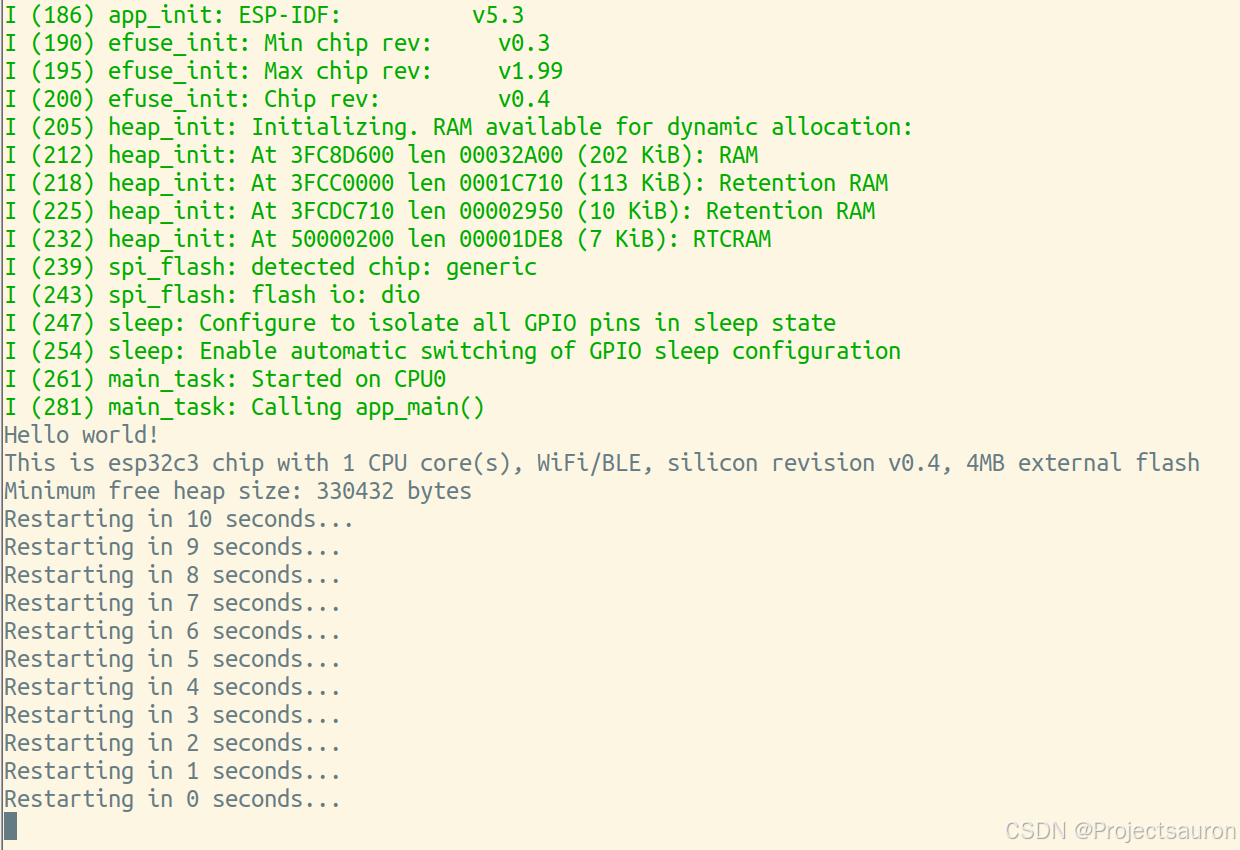 I (186) app_init: ESP-IDF:          v5.3
I (190) efuse_init: Min chip rev:     v0.3
I (195) efuse_init: Max chip rev:     v1.99
I (200) efuse_init: Chip rev:         v0.4
I (205) heap_init: Initializing. RAM available for dynamic allocation:
I (212) heap_init: At 3FC8D600 len 00032A00 (202 KiB): RAM
I (218) heap_init: At 3FCC0000 len 0001C710 (113 KiB): Retention RAM
I (225) heap_init: At 3FCDC710 len 00002950 (10 KiB): Retention RAM
I (232) heap_init: At 50000200 len 00001DE8 (7 KiB): RTCRAM
I (239) spi_flash: detected chip: generic
I (243) spi_flash: flash io: dio
I (247) sleep: Configure to isolate all GPIO pins in sleep state
I (254) sleep: Enable automatic switching of GPIO sleep configuration
I (261) main_task: Started on CPU0
I (281) main_task: Calling app_main()
Hello world!
This is esp32c3 chip with 1 CPU core(s), WiFi/BLE, silicon revision v0.4, 4MB external flash
Minimum free heap size: 330432 bytes
Restarting in 10 seconds...
Restarting in 9 seconds...
Restarting in 8 seconds...
Restarting in 7 seconds...
Restarting in 6 seconds...
Restarting in 5 seconds...
Restarting in 4 seconds...
Restarting in 3 seconds...
Restarting in 2 seconds...
Restarting in 1 seconds...
Restarting in 0 seconds...
CSDN @Projectsauron